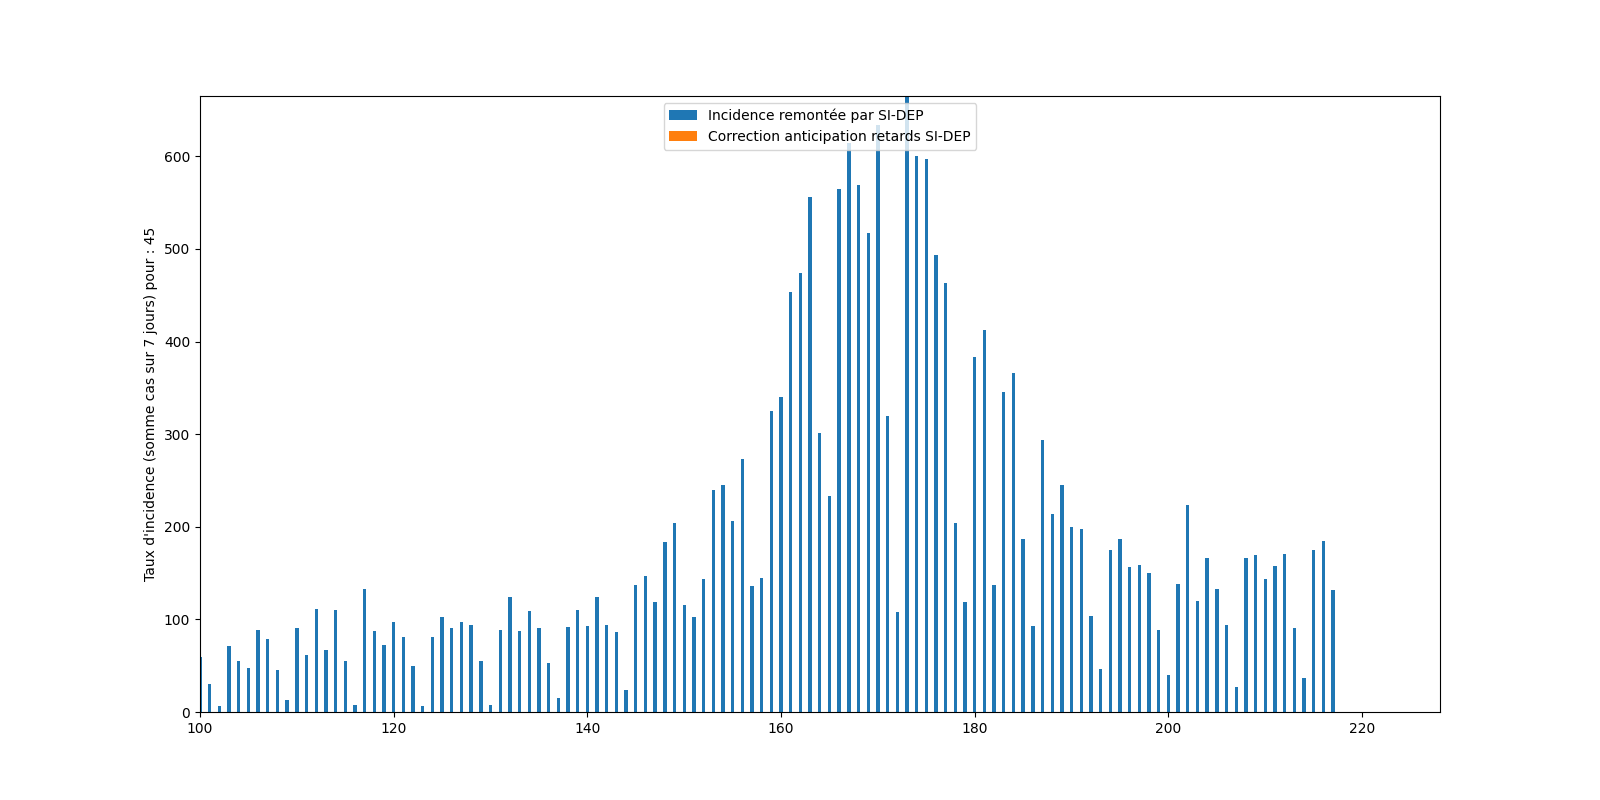 Incidence remontée par SI-DEP
Correction anticipation retards SI-DEP
Taux d'incidence (somme cas sur 7 jours) pour : 45
600
500
400
300
200
100
0
100 120 140 160 180 200 220